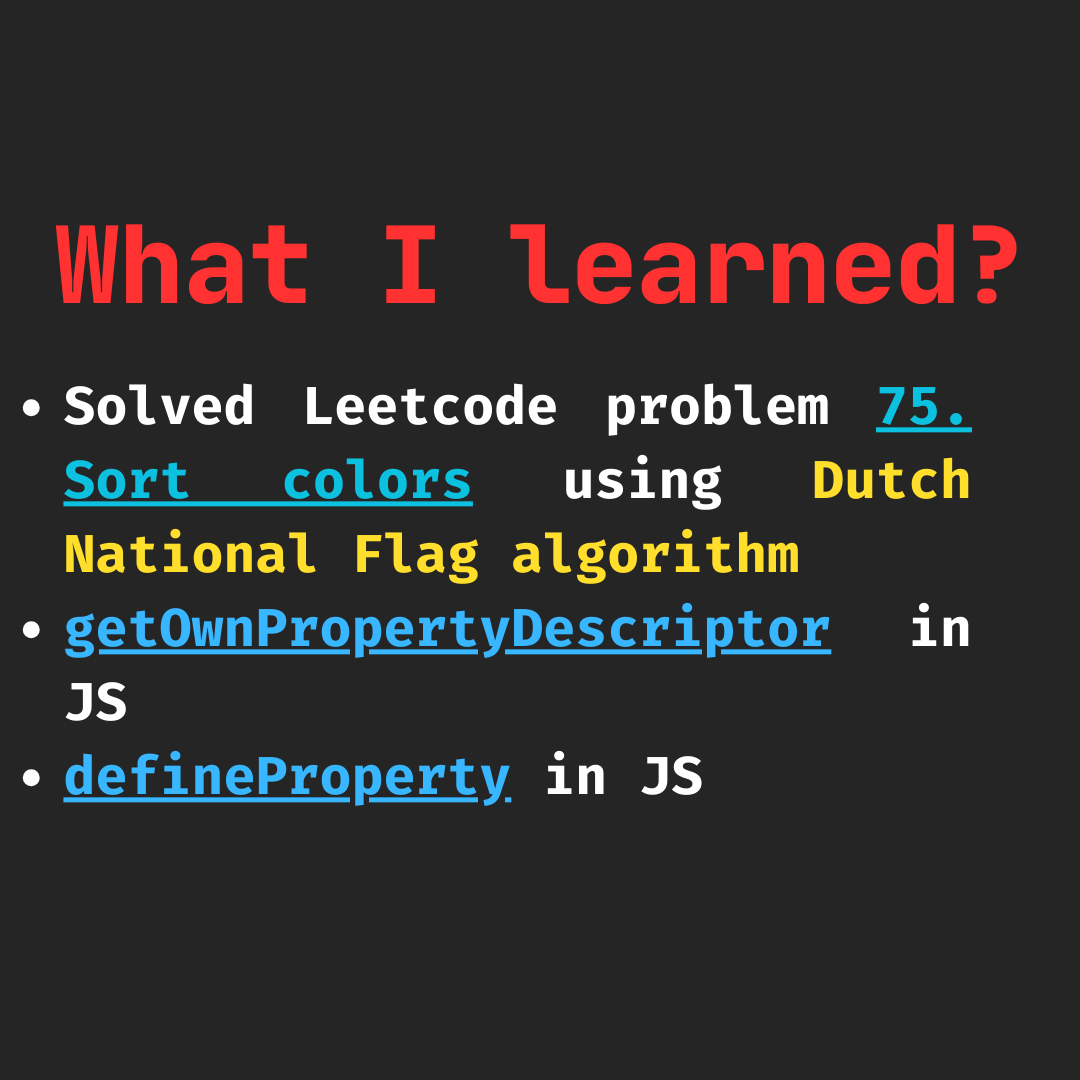 What I learned?
• Solved Leetcode problem 75.
Sort colors using Dutch
National Flag algorithm
• getOwnPropertyDescriptor in
JS
• defineProperty in JS